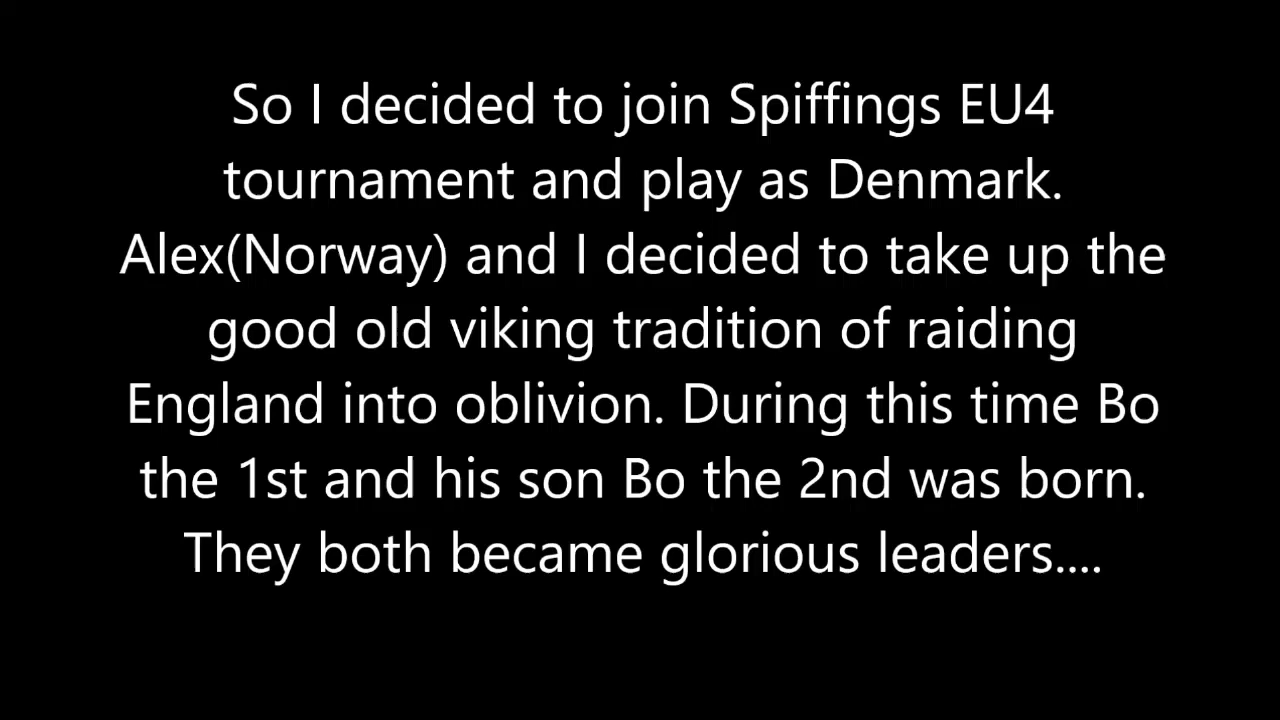 So I decided to join Spiffings EU4
tournament and play as Denmark.
Alex(Norway) and I decided to take up the
good old viking tradition of raiding
England into oblivion. During this time Bo
the 1st and his son Bo the 2nd was born.
They both became glorious leaders....